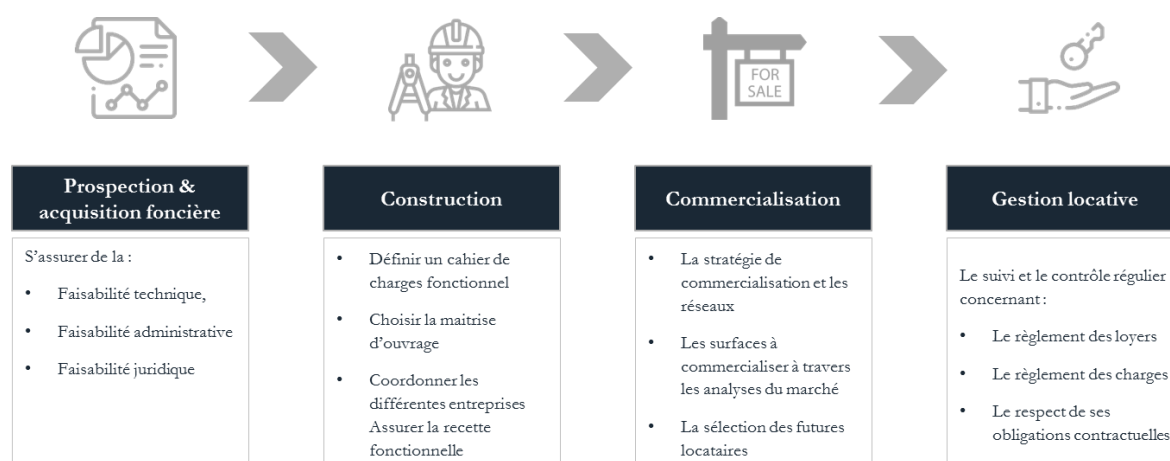 FOR
SALE
Prospection &
acquisition foncière
S’assurer de la :
• Faisabilité technique,
• Faisabilité administrative
• Faisabilité juridique
Construction
• Définir un cahier de
charges fonctionnel
• Choisir la maitrise
d’ouvrage
• Coordonner les
différentes entreprises
Assurer la recette
fonctionnelle
Commercialisation
• La stratégie de
commercialisation et les
réseaux
• Les surfaces à
commercialiser à travers
les analyses du marché
• La sélection des futures
locataires
Gestion locative
Le suivi et le contrôle régulier
concernant :
• Le règlement des loyers
• Le règlement des charges
• Le respect de ses
obligations contractuelles